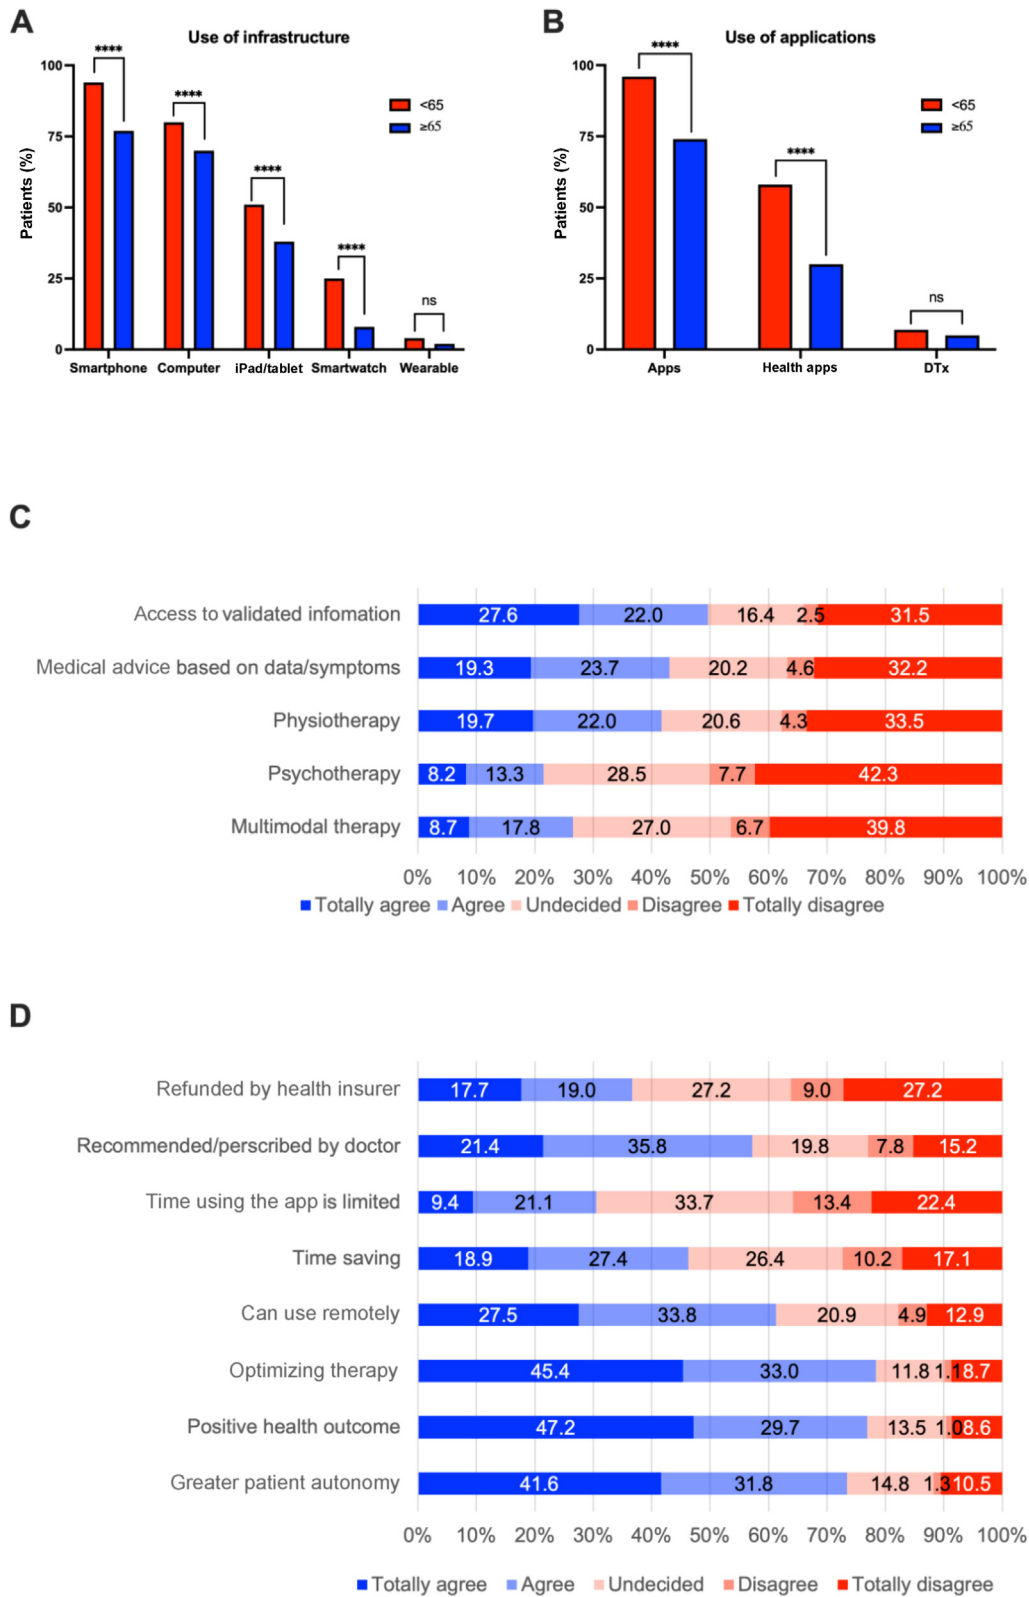 A
B
Use of infrastructure
Use of applications
****
****
****
****
ns
****
****
ns
<65
≥65
<65
≥65
Patients (%)
100
75
50
25
0
Patients (%)
100
75
50
25
0
Smartphone Computer iPad/tablet Smartwatch Wearable
Apps Health apps DTx
C
Access to validated infomation 27.6 22.0 16.4 2.5 31.5
Medical advice based on data/symptoms 19.3 23.7 20.2 4.6 32.2
Physiotherapy 19.7 22.0 20.6 4.3 33.5
Psychotherapy 8.2 13.3 28.5 7.7 42.3
Multimodal therapy 8.7 17.8 27.0 6.7 39.8
0% 10% 20% 30% 40% 50% 60% 70% 80% 90% 100%
Totally agree Agree Undecided Disagree Totally disagree
D
Refunded by health insurer 17.7 19.0 27.2 9.0 27.2
Recommended/perscribed by doctor 21.4 35.8 19.8 7.8 15.2
Time using the app is limited 9.4 21.1 33.7 13.4 22.4
Time saving 18.9 27.4 26.4 10.2 17.1
Can use remotely 27.5 33.8 20.9 4.9 12.9
Optimizing therapy 45.4 33.0 11.8 1.1 8.7
Positive health outcome 47.2 29.7 13.5 1.0 8.6
Greater patient autonomy 41.6 31.8 14.8 1.3 10.5
0% 10% 20% 30% 40% 50% 60% 70% 80% 90% 100%
Totally agree Agree Undecided Disagree Totally disagree